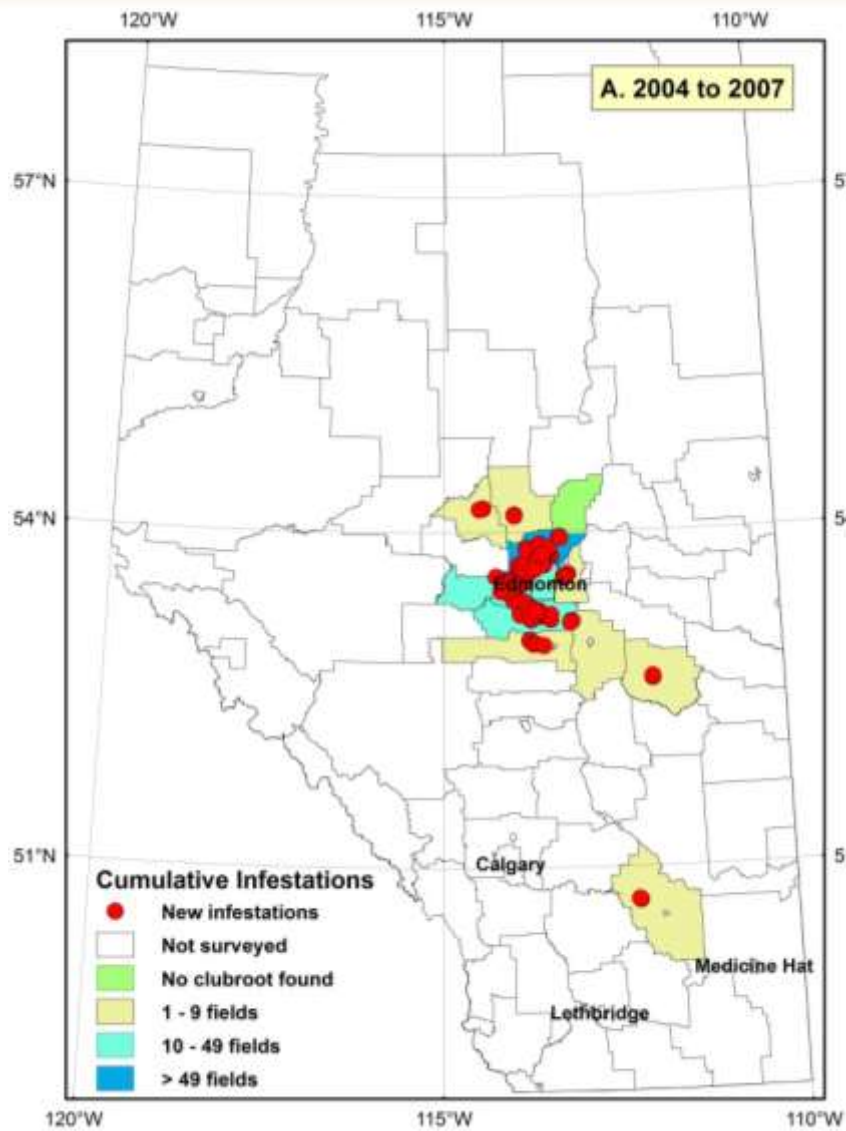 120°W 115°W 110°W
A. 2004 to 2007
57°N 5
54°N 5
Edmonton
51°N 5
Calgary
Cumulative Infestations
New infestations
Not surveyed
No clubroot found
Medicine Hat
1 - 9 fields
Lethbridge
10 - 49 fields
> 49 fields
120°W 115°W 110°W